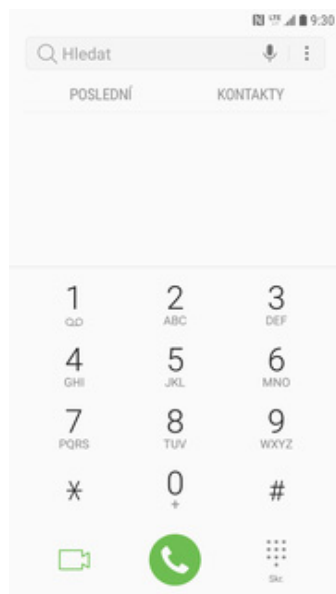 LTE 9:30
Hledat
POSLEDNÍ KONTAKTY
1 2 3
ABC DEF
4 5 6
GHI JKL MNO
7 8 9
PQRS TUV WXYZ
* 0 #
+
Skr.